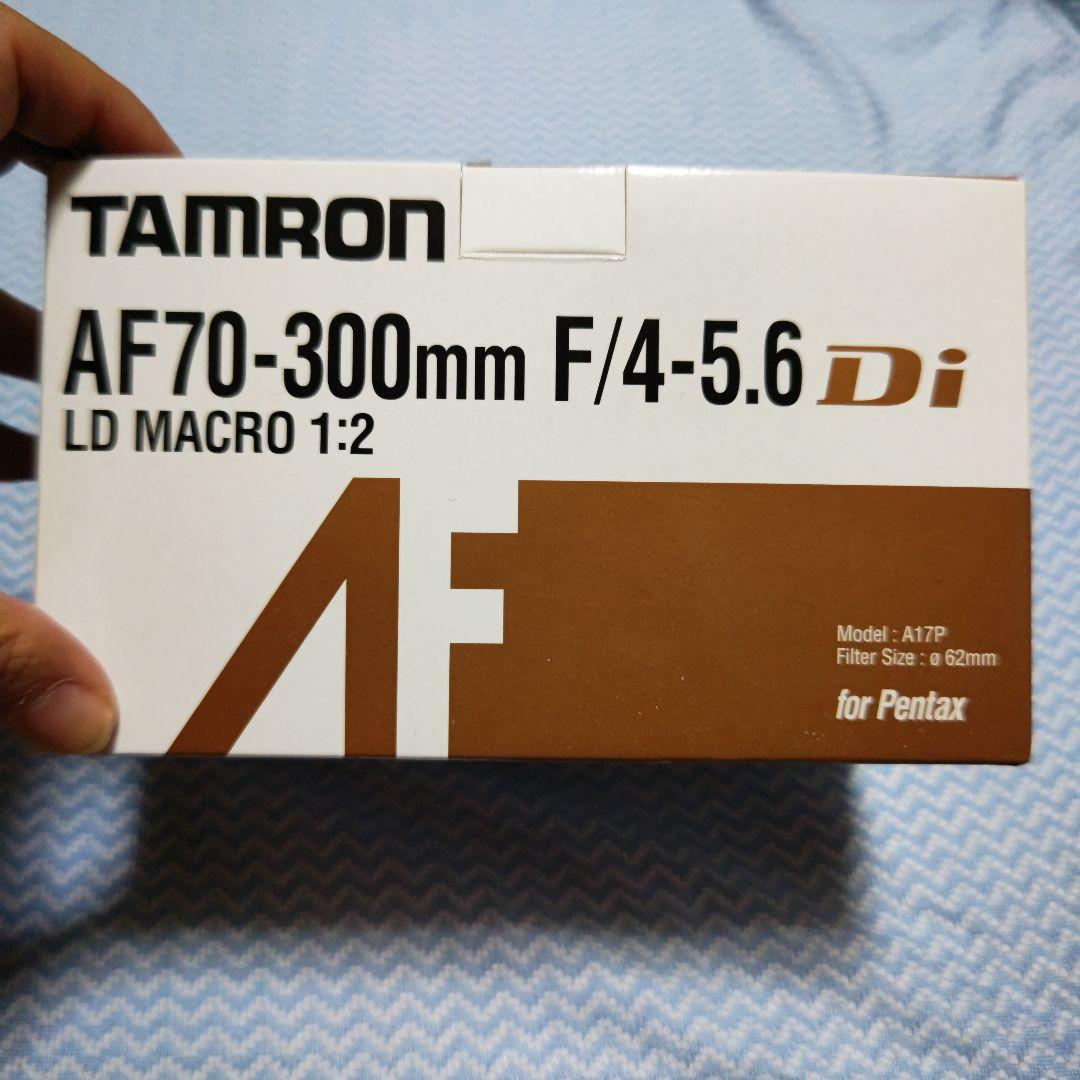 TAMRON
AF70-300mm F/4-5.6 Di
LD MACRO 1:2
AF
Model : A17P
Filter Size : ø 62mm
for Pentax